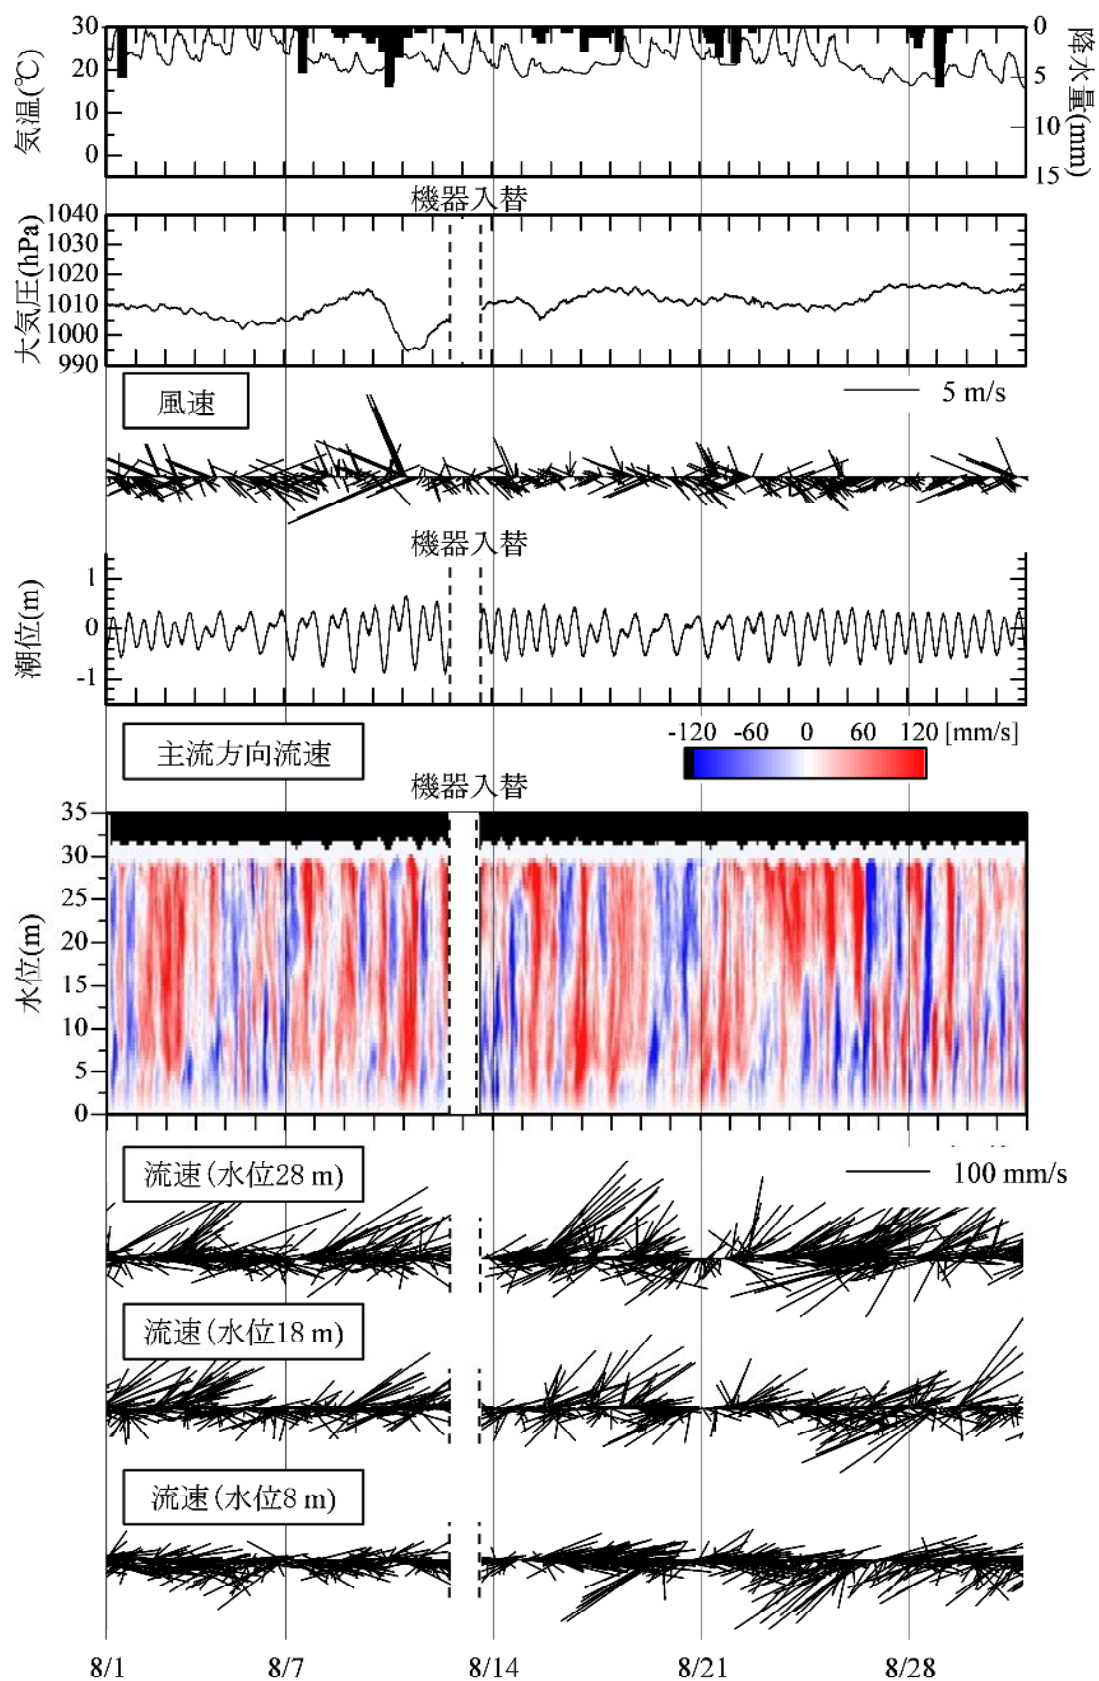 30
20
10
0
気温(℃)
0
5
10
15
降水量(mm)
機器入替
1040
1030
1020
1010
1000
990
大気圧(hPa)
風速
5 m/s
機器入替
1
0
-1
潮位(m)
主流方向流速
-120 -60 0 60 120 [mm/s]
機器入替
35
30
25
20
15
10
5
0
水位(m)
流速(水位28 m)
100 mm/s
流速(水位18 m)
流速(水位8 m)
8/1 8/7 8/14 8/21 8/28